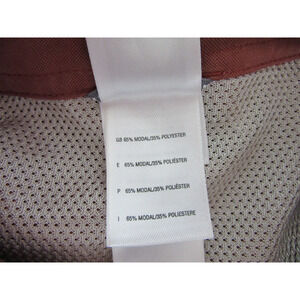 GB 65% MODAL/35% POLYESTER
E 65% MODAL/35% POLIÉSTER
P 65% MODAL/35% POLIÉSTER
I 65% MODAL/35% POLIESTERE